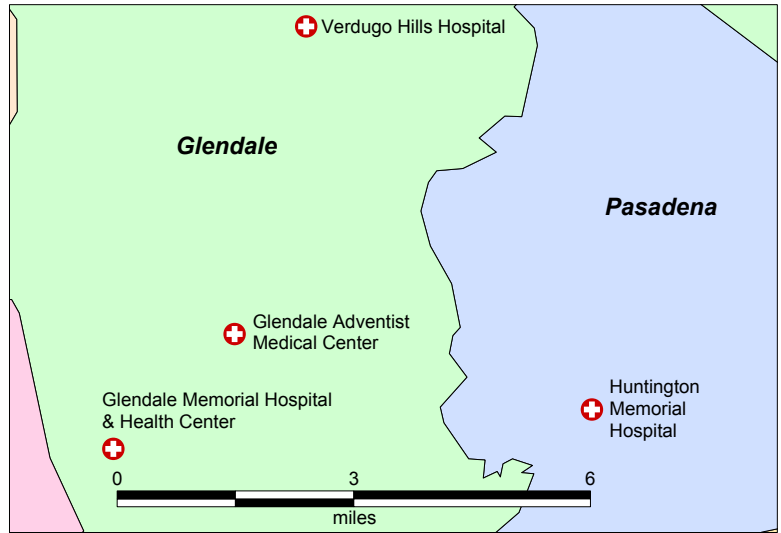 Verdugo Hills Hospital
Glendale
Pasadena
Glendale Adventist
Medical Center
Glendale Memorial Hospital
& Health Center
Huntington
Memorial
Hospital
0 3 6
miles